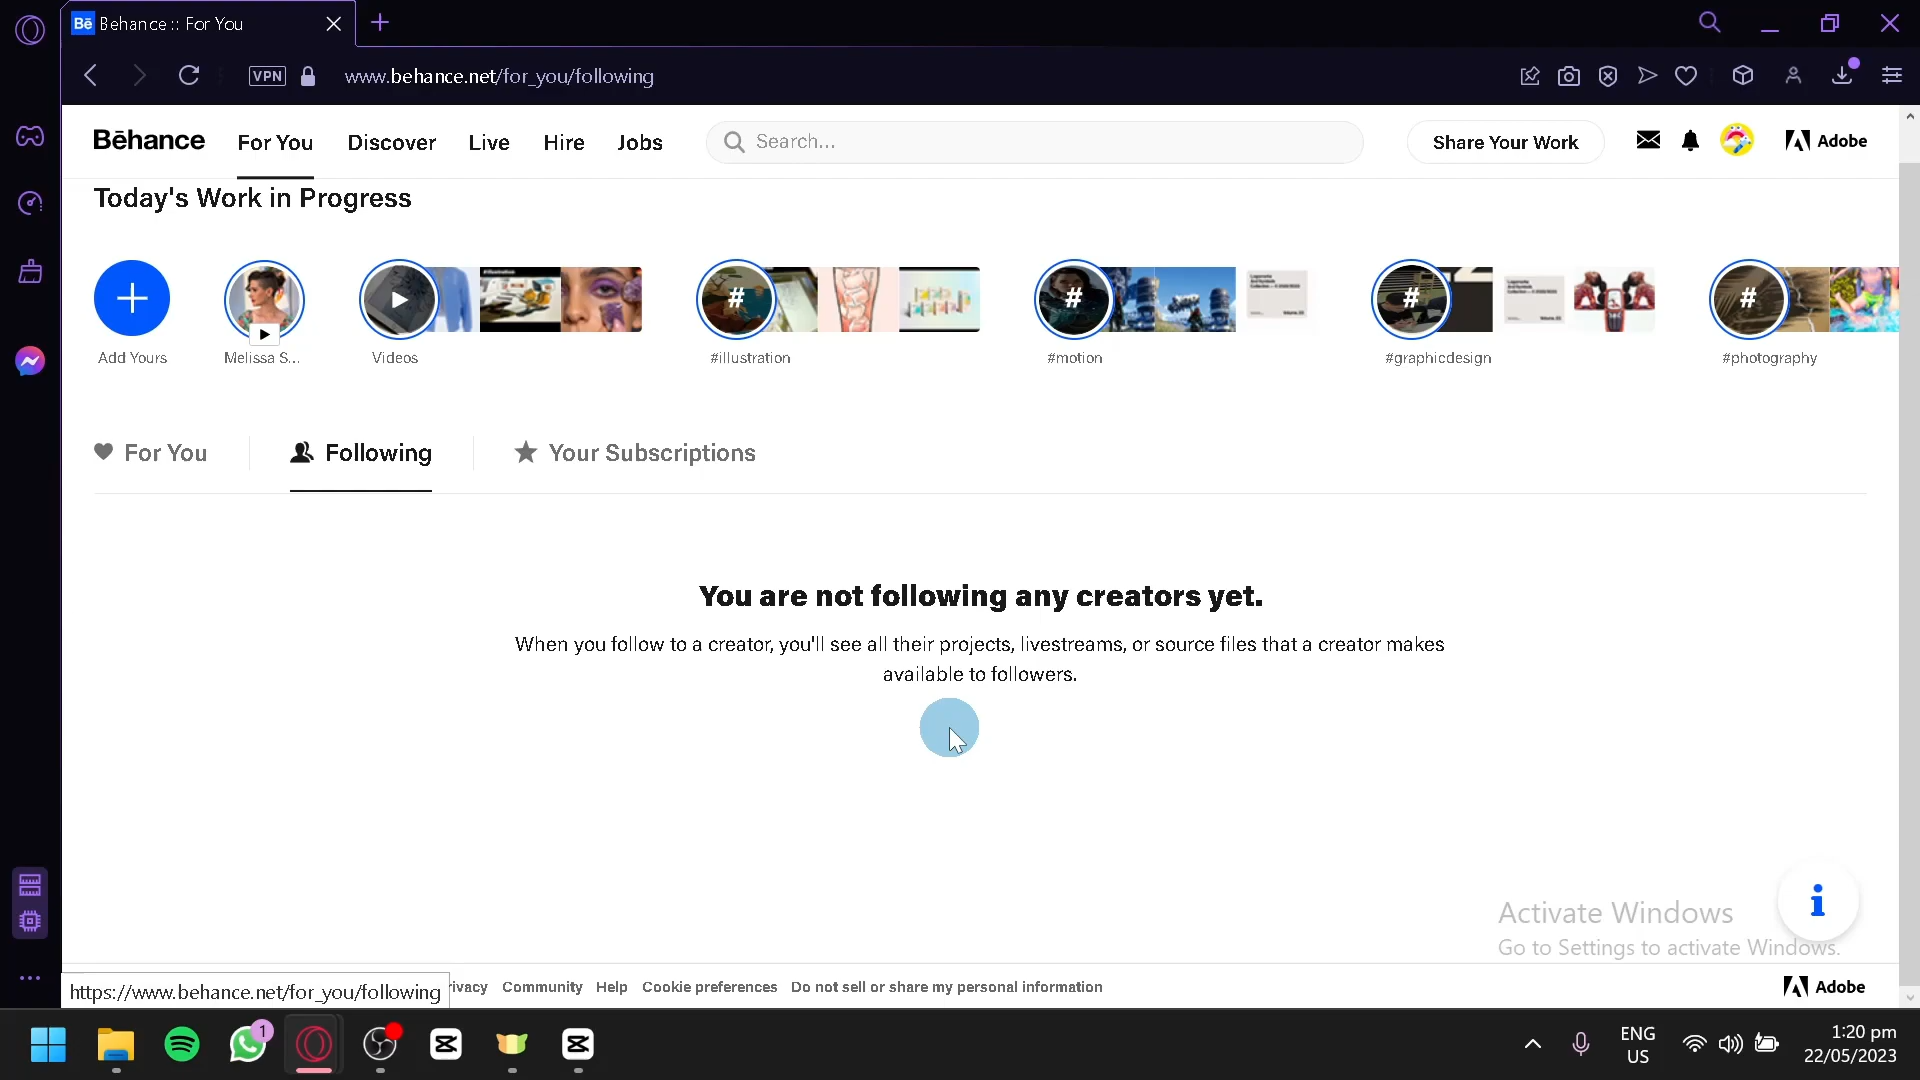 Bē Behance :: For You
VPN www.behance.net/for_you/following
Bēhance For You Discover Live Hire Jobs Search... Share Your Work Adobe
Today's Work in Progress
# # # #
Add Yours Melissa S... Videos #illustration #motion #graphicdesign #photography
For You Following Your Subscriptions
You are not following any creators yet.
When you follow to a creator, you'll see all their projects, livestreams, or source files that a creator makes
available to followers.
Activate Windows
Go to Settings to activate Windows.
https://www.behance.net/for_you/following rivacy Community Help Cookie preferences Do not sell or share my personal information Adobe
1
ENG
US
1:20 pm
22/05/2023